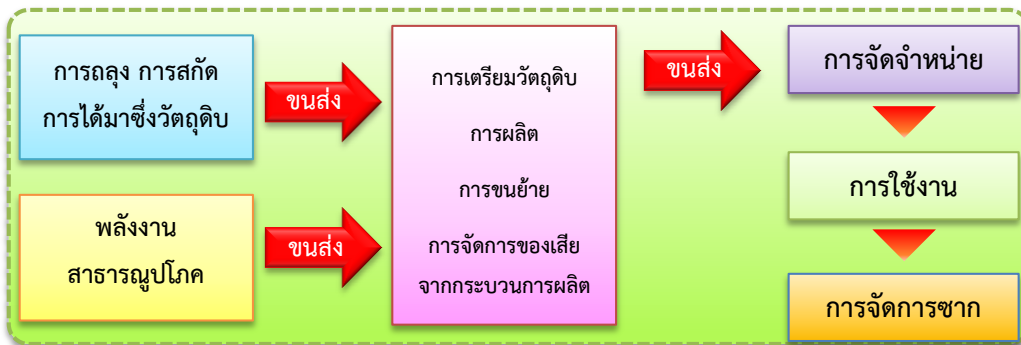 การถลุง การสกัด
การได้มาซึ่งวัตถุดิบ
ขนส่ง
พลังงาน
สาธารณูปโภค
ขนส่ง
การเตรียมวัตถุดิบ
การผลิต
การขนย้าย
การจัดการของเสีย
จากกระบวนการผลิต
ขนส่ง
การจัดจำหน่าย
การใช้งาน
การจัดการซาก